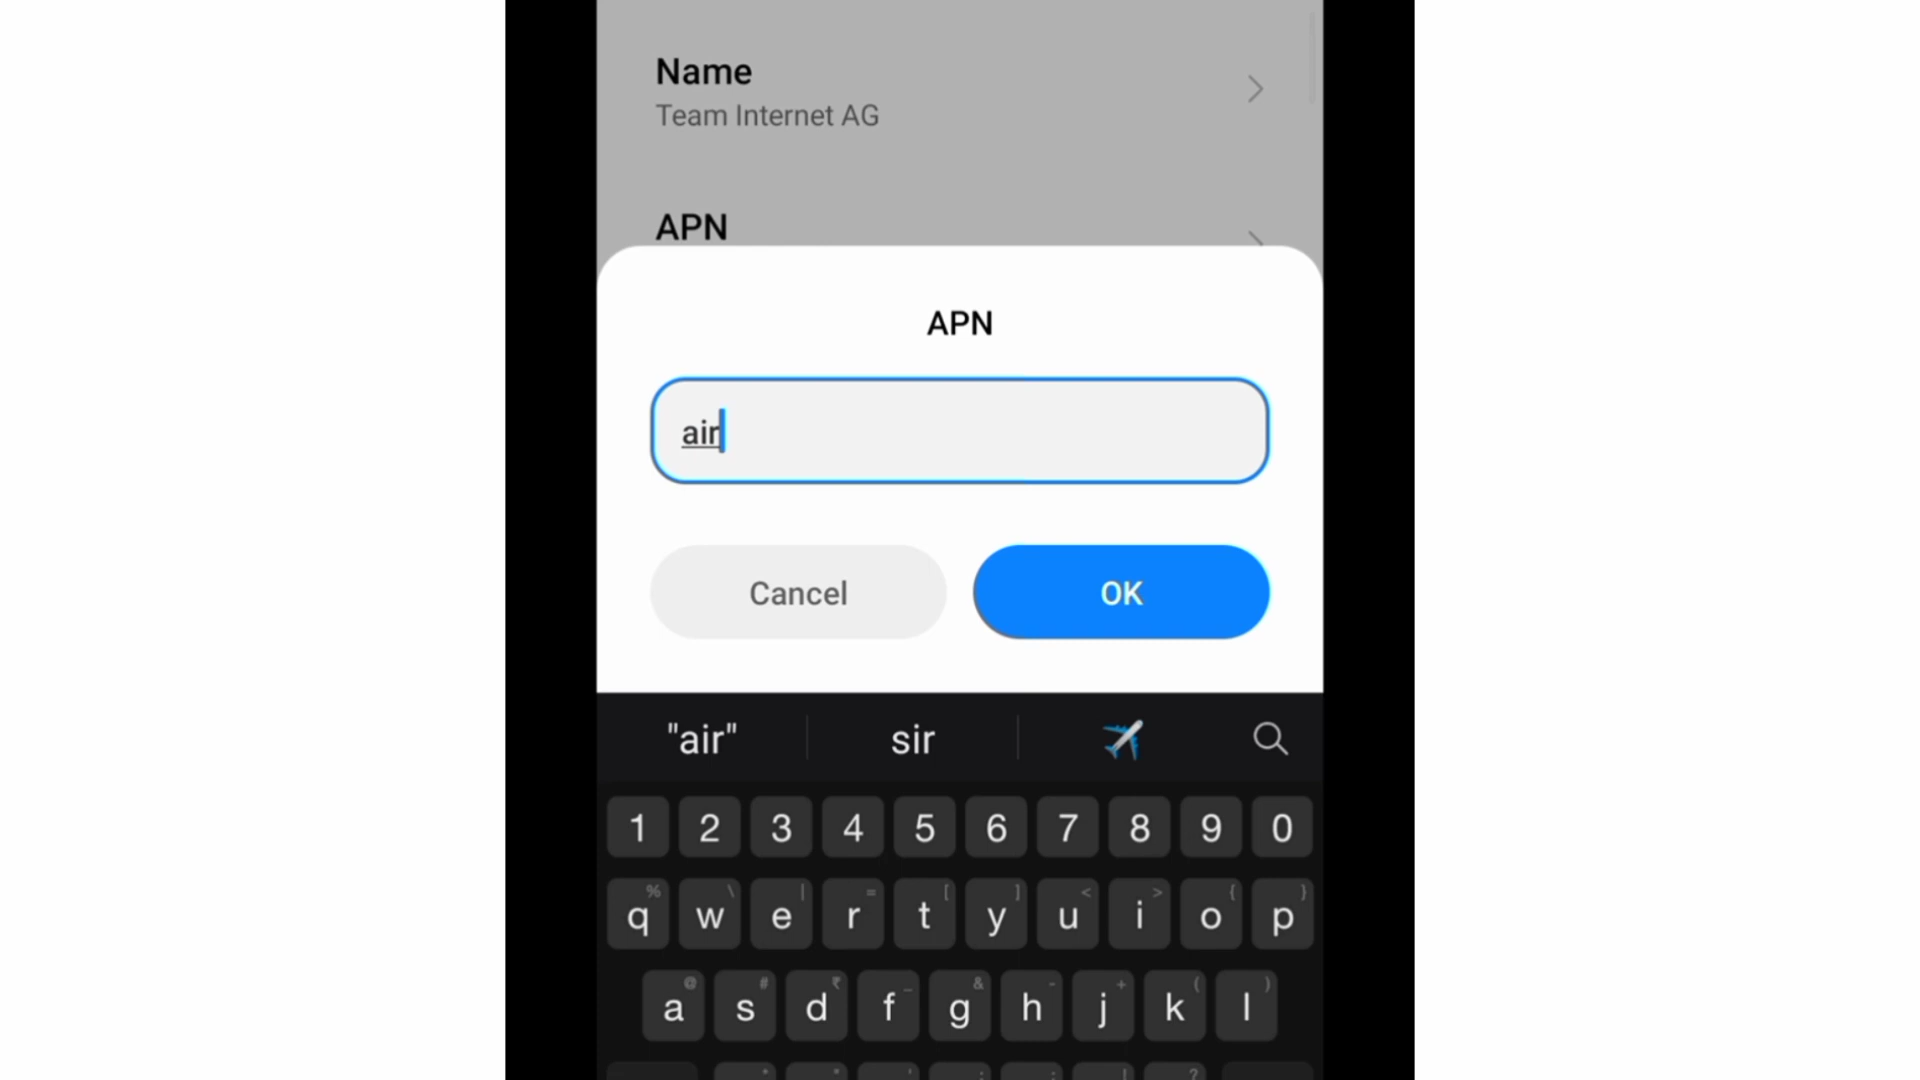 Name
Team Internet AG
APN
APN
air
Cancel OK
"air" sir
1 2 3 4 5 6 7 8 9 0
% \ | = [ ] < > { }
q w e r t y u i o p
@ # ₹ _ & - + ( )
a s d f g h j k l
* " ' : ; ! ?